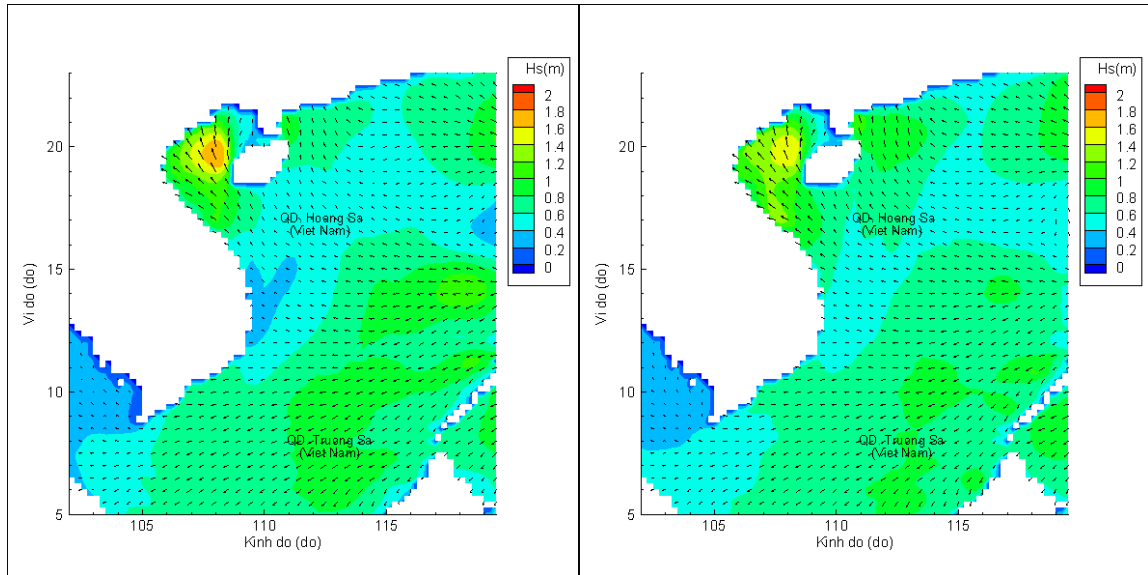 Hs(m)
2
1.8
1.6
1.4
1.2
1
0.8
0.6
0.4
0.2
0
20
15
10
5
105
110
115
Vi do (do)
Kinh do (do)
QD. Hoang Sa
(Viet Nam)
QD. Truong Sa
(Viet Nam)
Hs(m)
2
1.8
1.6
1.4
1.2
1
0.8
0.6
0.4
0.2
0
20
15
10
5
105
110
115
Vi do (do)
Kinh do (do)
QD. Hoang Sa
(Viet Nam)
QD. Truong Sa
(Viet Nam)